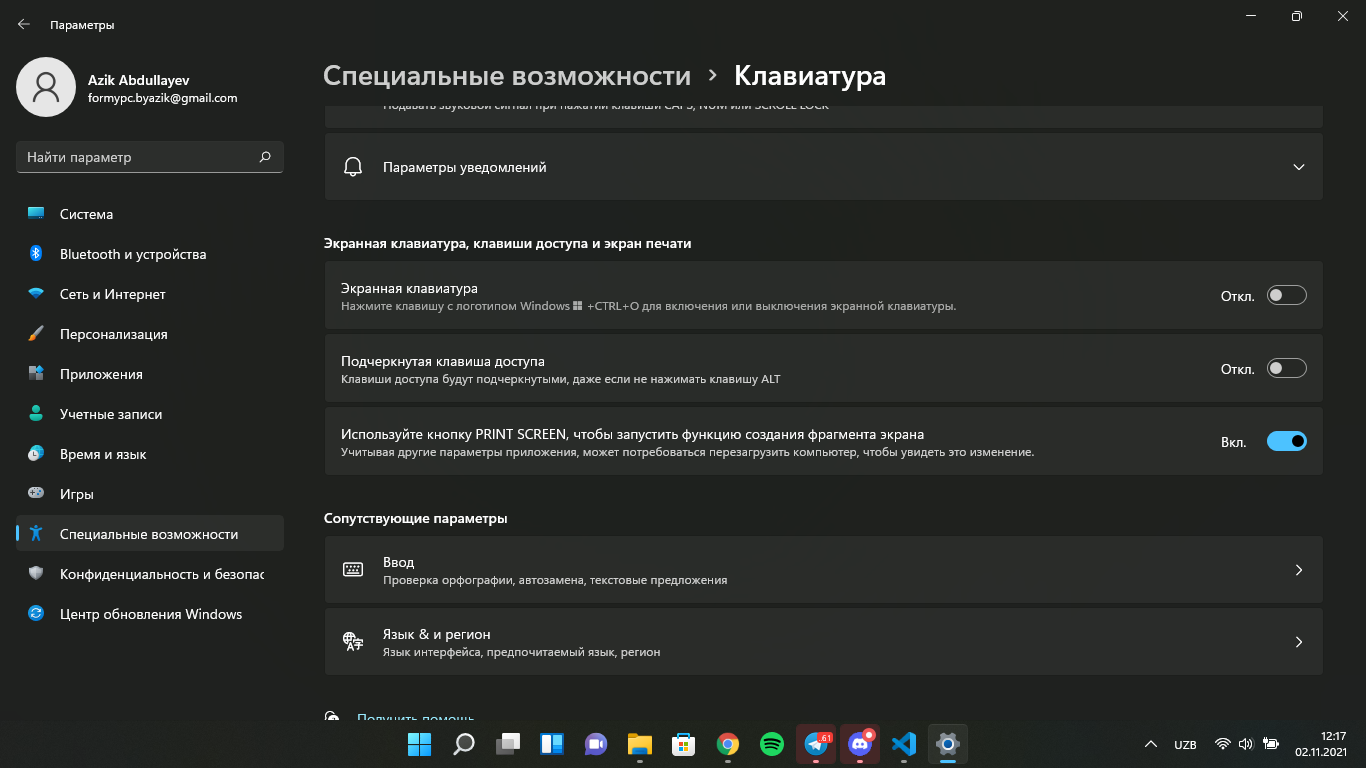 Параметры
Azik Abdullayev
formypc.byazik@gmail.com
Найти параметр
Система
Bluetooth и устройства
Сеть и Интернет
Персонализация
Приложения
Учетные записи
Время и язык
Игры
Специальные возможности
Конфиденциальность и безопас
Центр обновления Windows
Специальные возможности > Клавиатура
Подавать звуковой сигнал при нажатии клавиши CAPS, NUM или SCROLL LOCK
Параметры уведомлений
Экранная клавиатура, клавиши доступа и экран печати
Экранная клавиатура
Нажмите клавишу с логотипом Windows +CTRL+O для включения или выключения экранной клавиатуры.
Откл.
Подчеркнутая клавиша доступа
Клавиши доступа будут подчеркнутыми, даже если не нажимать клавишу ALT
Откл.
Используйте кнопку PRINT SCREEN, чтобы запустить функцию создания фрагмента экрана
Учитывая другие параметры приложения, может потребоваться перезагрузить компьютер, чтобы увидеть это изменение.
Вкл.
Сопутствующие параметры
Ввод
Проверка орфографии, автозамена, текстовые предложения
Язык & и регион
Язык интерфейса, предпочитаемый язык, регион
Получить помощь
61
UZB
12:17
02.11.2021